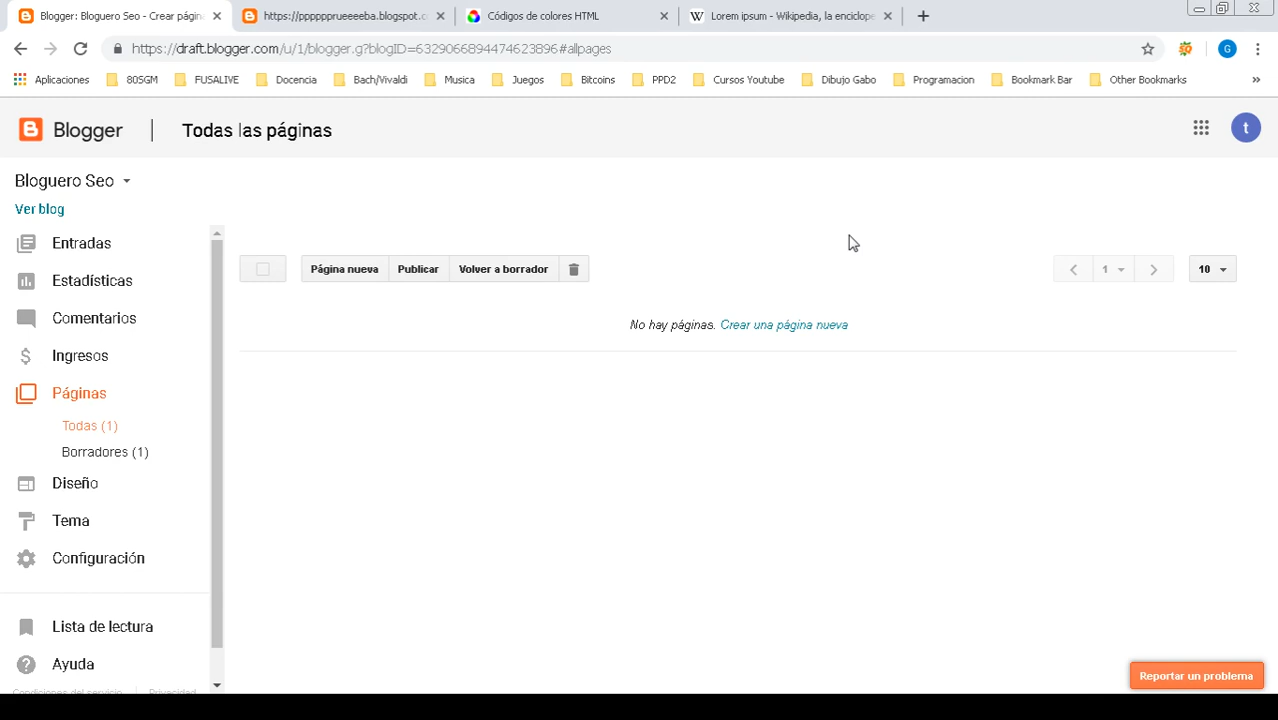 Blogger: Bloguero Seo - Crear págin
https://pppppprueeeeba.blogspot.c
Códigos de colores HTML
Lorem ipsum - Wikipedia, la enciclope
https://draft.blogger.com/u/1/blogger.g?blogID=6329066894474623896#allpages
G
Aplicaciones
80SGM
FUSALIVE
Docencia
Bach/Vivaldi
Musica
Juegos
Bitcoins
PPD2
Cursos Youtube
Dibujo Gabo
Programacion
Bookmark Bar
Other Bookmarks
Blogger
Todas las páginas
t
Bloguero Seo
Ver blog
Entradas
Página nueva
Publicar
Volver a borrador
1
10
Estadísticas
Comentarios
No hay páginas. Crear una página nueva
Ingresos
Páginas
Todas (1)
Borradores (1)
Diseño
Tema
Configuración
Lista de lectura
Ayuda
Reportar un problema
Condiciones del servicio
Privacidad